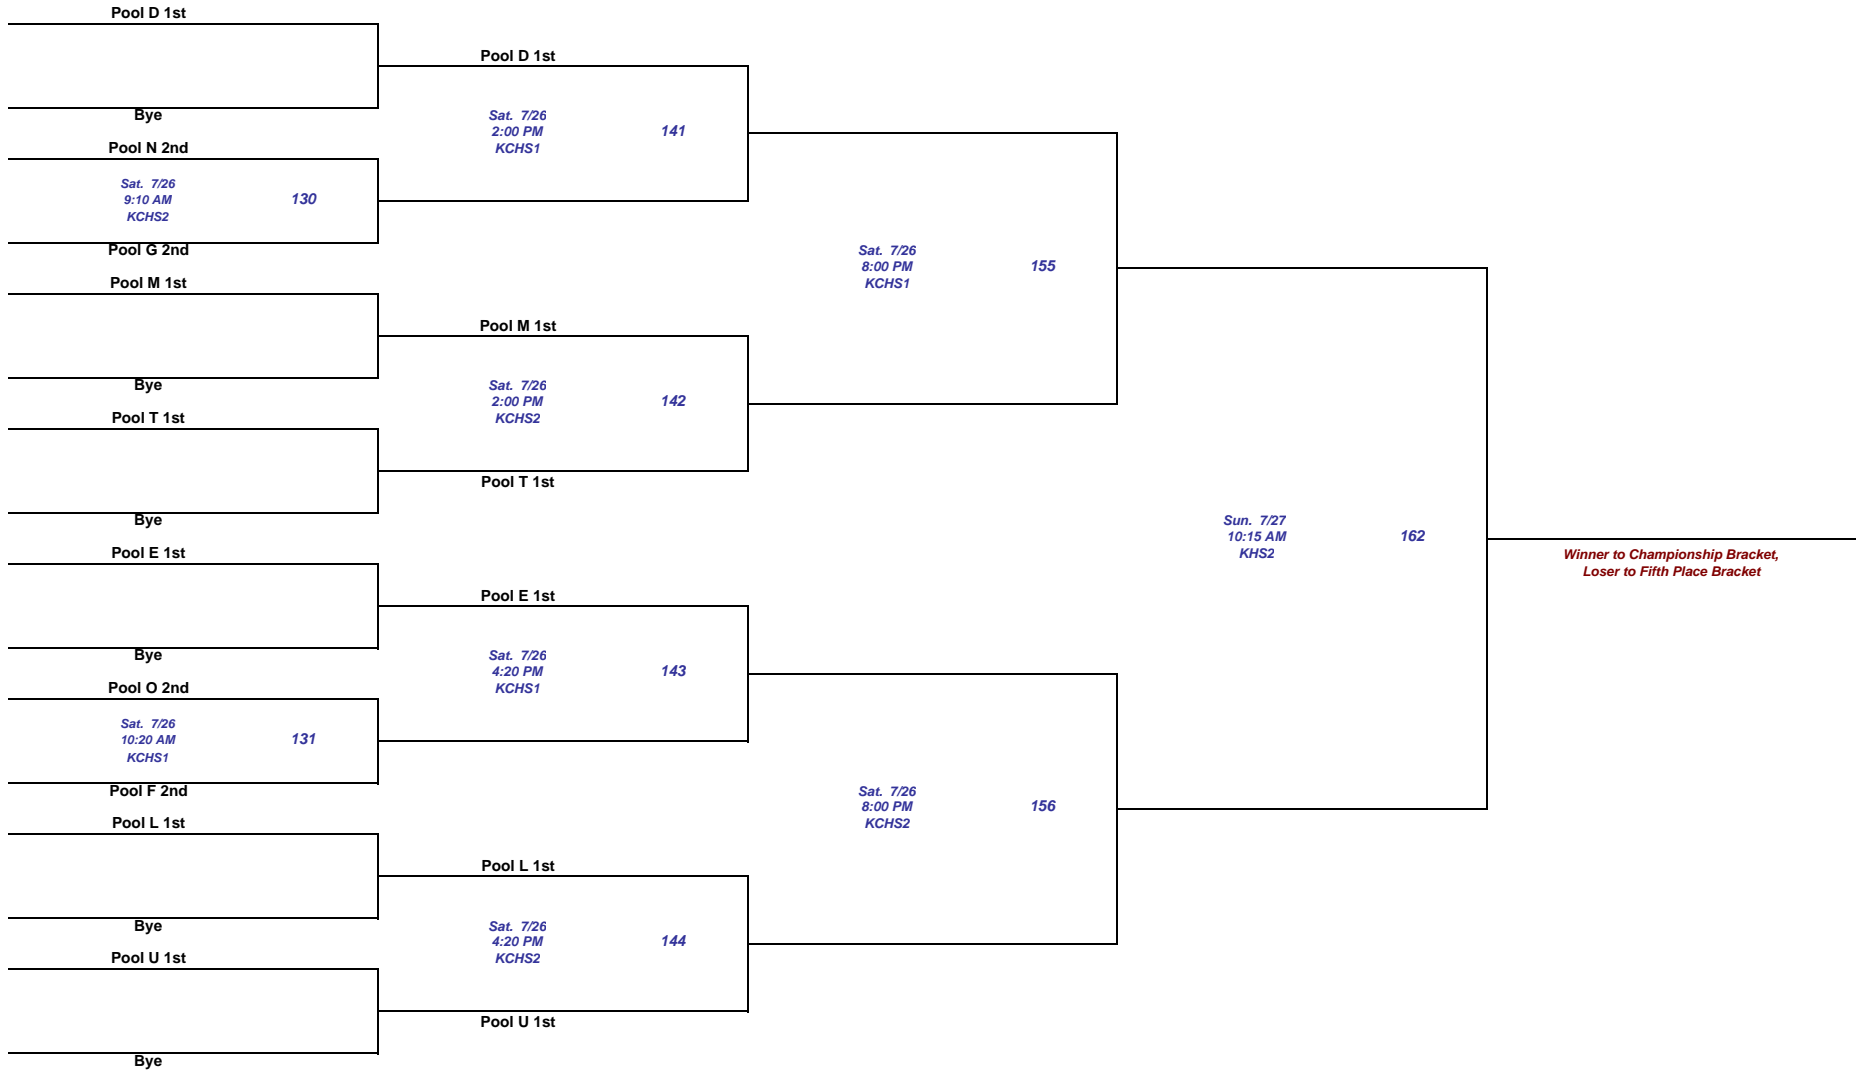 Pool D 1st
Bye
Pool N 2nd
Sat. 7/26
9:10 AM
KCHS2
130
Pool G 2nd
Pool M 1st
Bye
Pool T 1st
Bye
Pool E 1st
Bye
Pool O 2nd
Sat. 7/26
10:20 AM
KCHS1
131
Pool F 2nd
Pool L 1st
Bye
Pool U 1st
Bye
Pool D 1st
Sat. 7/26
2:00 PM
KCHS1
141
Pool M 1st
Sat. 7/26
2:00 PM
KCHS2
142
Pool T 1st
Pool E 1st
Sat. 7/26
4:20 PM
KCHS1
143
Pool L 1st
Sat. 7/26
4:20 PM
KCHS2
144
Pool U 1st
Sat. 7/26
8:00 PM
KCHS1
155
Sat. 7/26
8:00 PM
KCHS2
156
Sun. 7/27
10:15 AM
KHS2
162
Winner to Championship Bracket,
Loser to Fifth Place Bracket